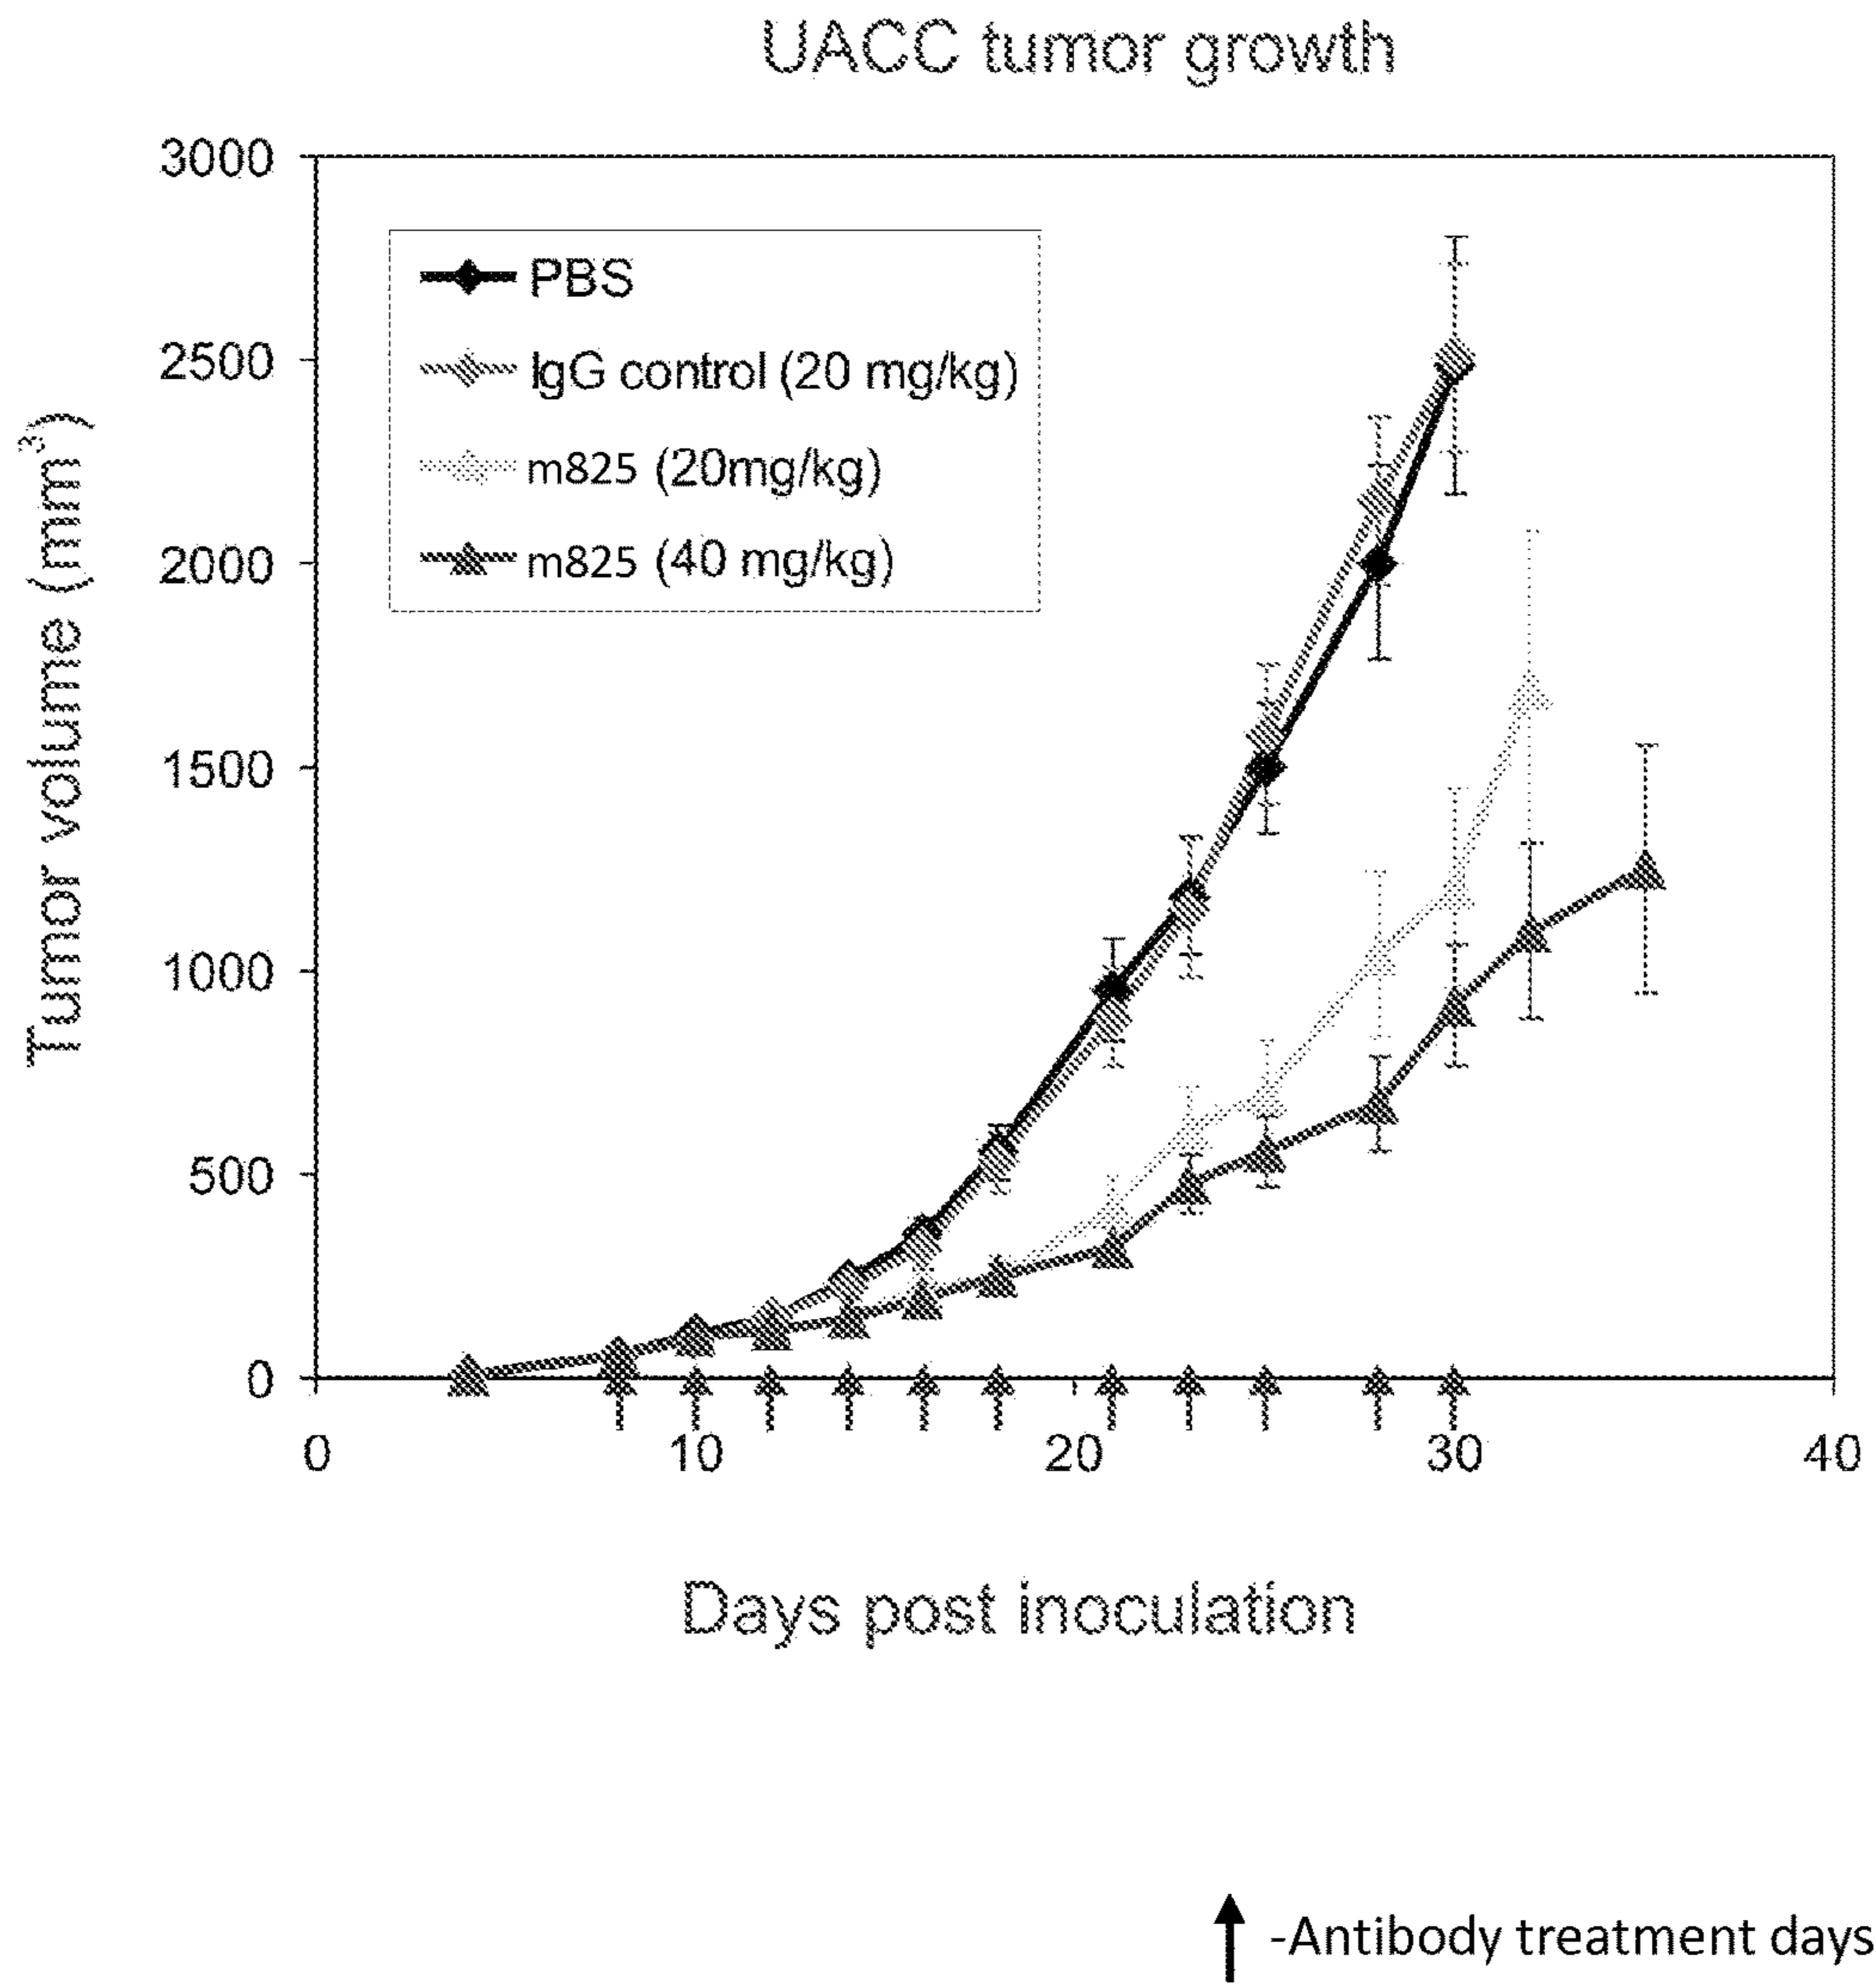 UACC tumor growth
Tumor volume (mm³)
3000
2500
2000
1500
1000
500
0
PBS
IgG control (20 mg/kg)
m825 (20mg/kg)
m825 (40 mg/kg)
0 10 20 30 40
Days post inoculation
-Antibody treatment days